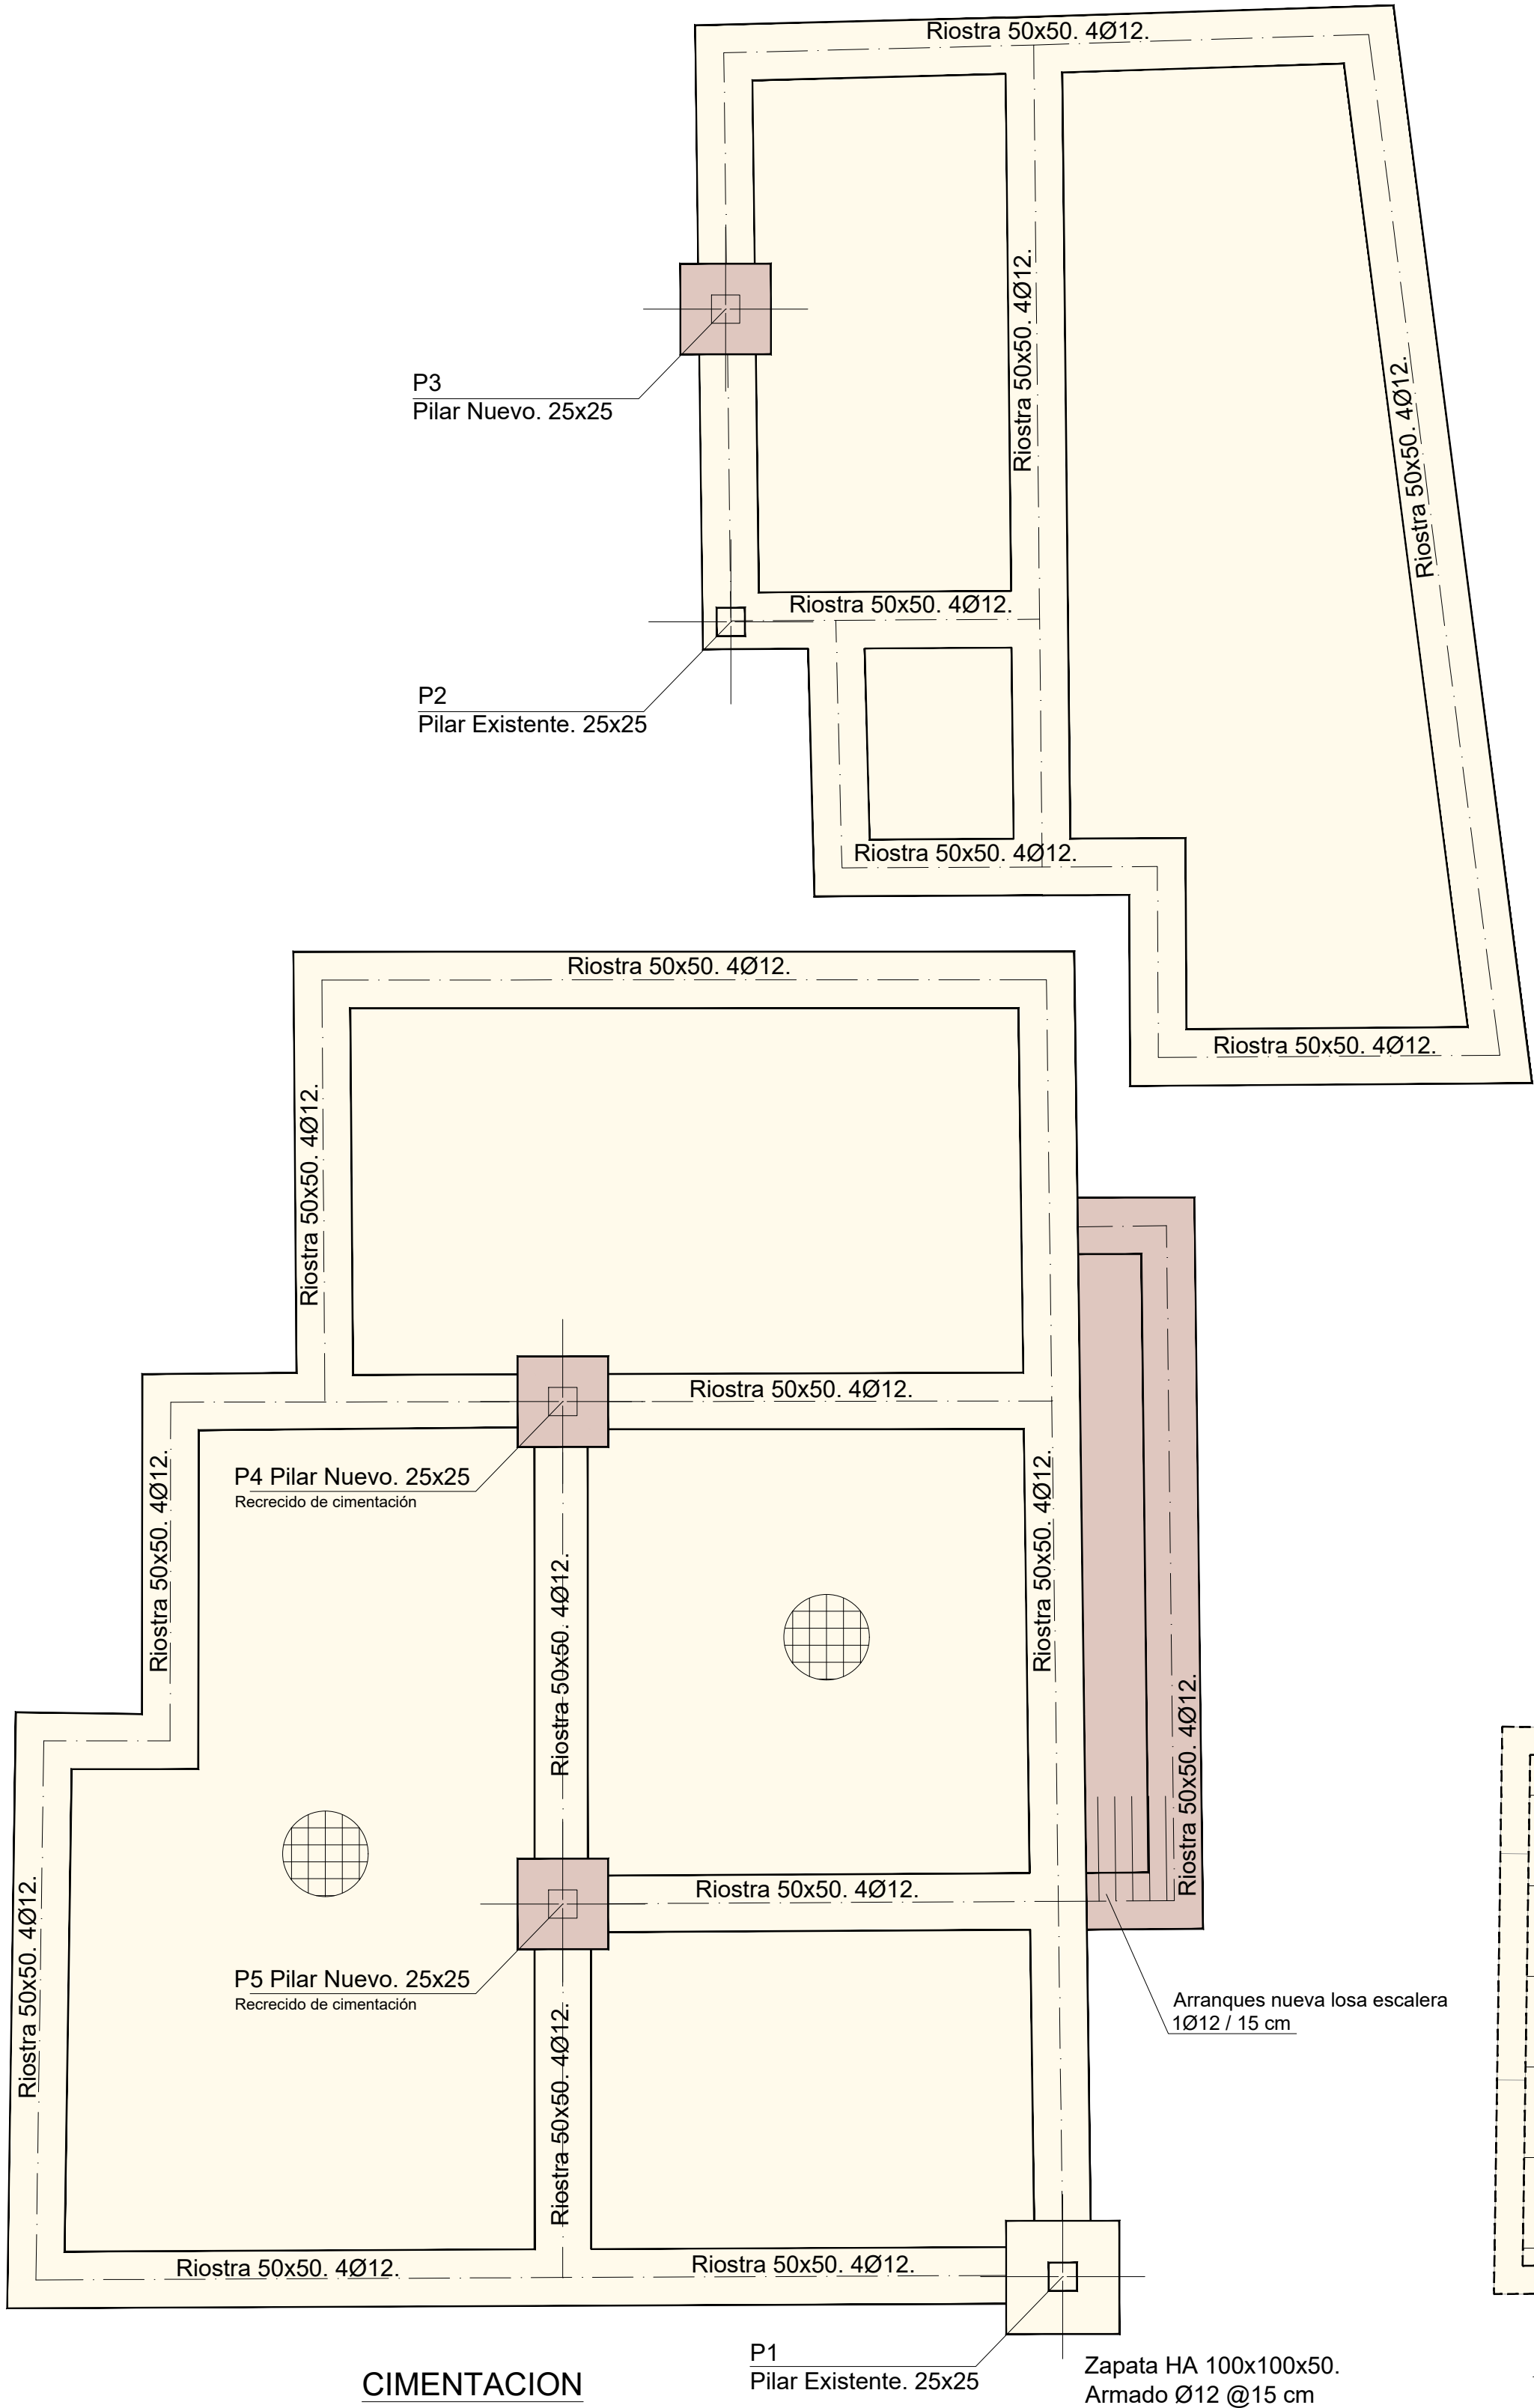 Riostra 50x50. 4Ø12.
Riostra 50x50. 4Ø12.
Riostra 50x50. 4Ø12.
P3
Pilar Nuevo. 25x25
Riostra 50x50. 4Ø12.
P2
Pilar Existente. 25x25
Riostra 50x50. 4Ø12.
Riostra 50x50. 4Ø12.
Riostra 50x50. 4Ø12.
Riostra 50x50. 4Ø12.
Riostra 50x50. 4Ø12.
P4 Pilar Nuevo. 25x25
Recrecido de cimentación
Riostra 50x50. 4Ø12.
Riostra 50x50. 4Ø12.
Riostra 50x50. 4Ø12.
Riostra 50x50. 4Ø12.
Riostra 50x50. 4Ø12.
Riostra 50x50. 4Ø12.
P5 Pilar Nuevo. 25x25
Recrecido de cimentación
Riostra 50x50. 4Ø12.
Arranques nueva losa escalera
1Ø12 / 15 cm
Riostra 50x50. 4Ø12.
Riostra 50x50. 4Ø12.
Riostra 50x50. 4Ø12.
P1
Pilar Existente. 25x25
Zapata HA 100x100x50.
Armado Ø12 @15 cm
CIMENTACION